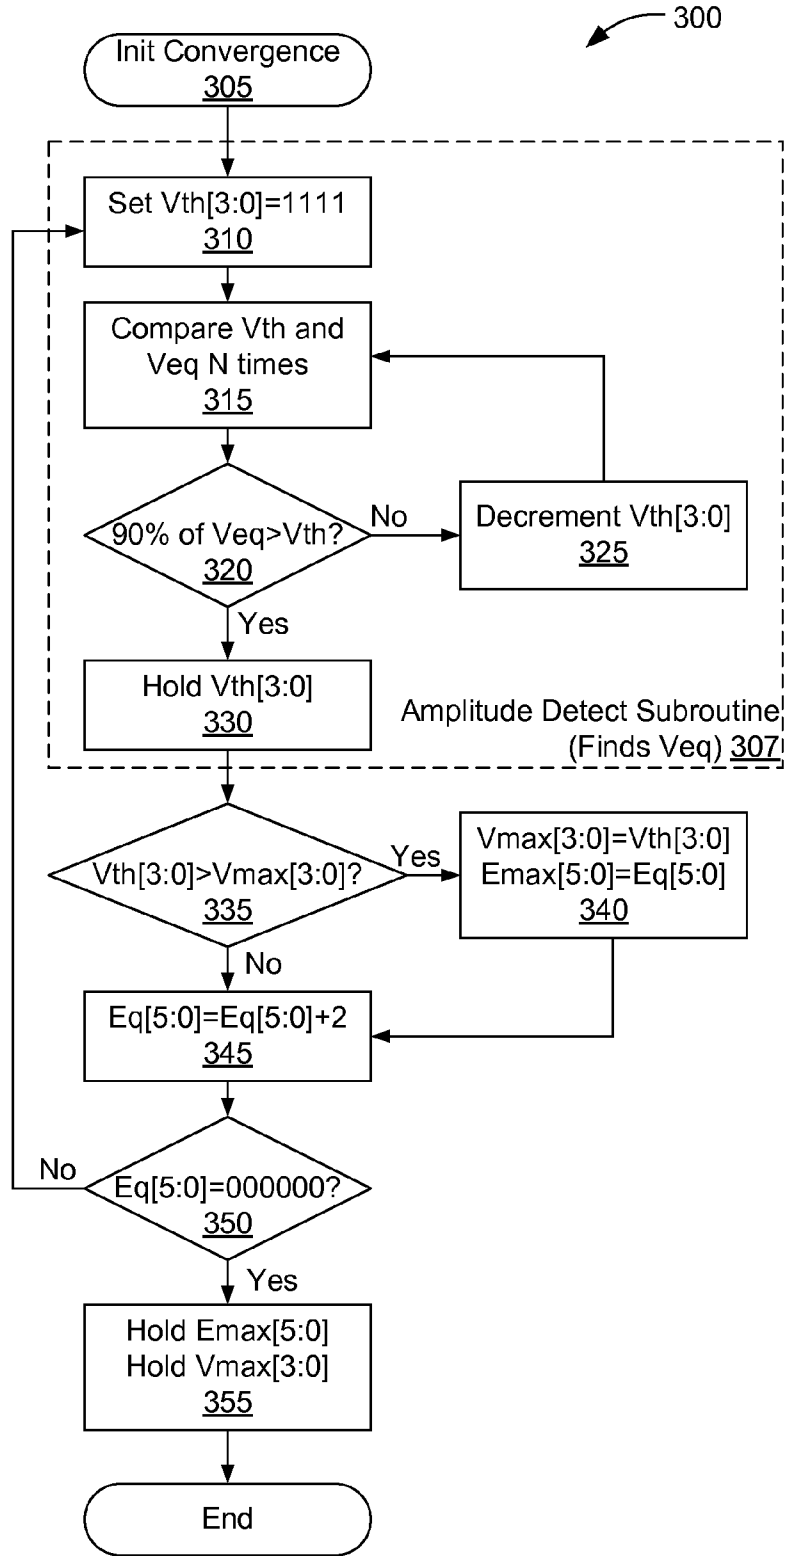 300
Init Convergence
305
Set Vth[3:0]=1111
310
Compare Vth and
Veq N times
315
90% of Veq>Vth?
320
No
Decrement Vth[3:0]
325
Yes
Hold Vth[3:0]
330
Amplitude Detect Subroutine
(Finds Veq) 307
Vth[3:0]>Vmax[3:0]?
335
Yes
Vmax[3:0]=Vth[3:0]
Emax[5:0]=Eq[5:0]
340
No
Eq[5:0]=Eq[5:0]+2
345
No
Eq[5:0]=000000?
350
Yes
Hold Emax[5:0]
Hold Vmax[3:0]
355
End